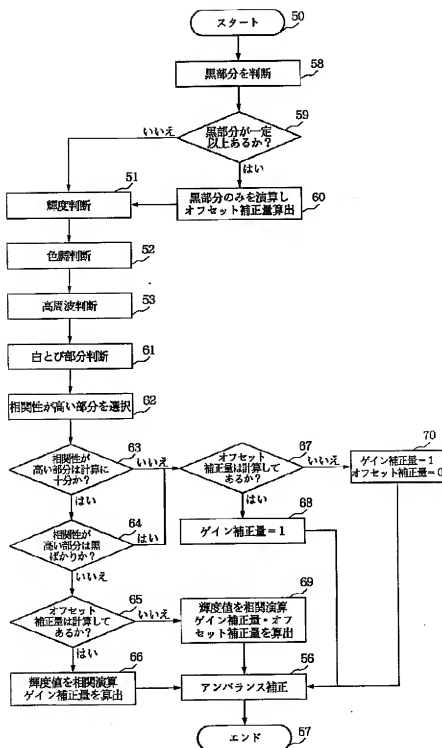 50
スタート
58
黒部分を判断
59
いいえ
黒部分が一定
以上あるか?
はい
51
輝度判断
黒部分のみを演算し
オフセット補正量算出
60
52
色調判断
53
高周波判断
61
白とび部分判断
62
相関性が高い部分を選択
63
相関性が
高い部分は計算に
十分か?
いいえ
はい
67
オフセット
補正量は計算して
あるか?
いいえ
はい
70
ゲイン補正量=1
オフセット補正量=0
64
相関性が
高い部分は黒
ばかりか?
はい
いいえ
68
ゲイン補正量=1
65
オフセット
補正量は計算して
あるか?
いいえ
はい
69
輝度値を相関演算
ゲイン補正量・オフ
セット補正量を算出
66
輝度値を相関演算
ゲイン補正量を算出
56
アンバランス補正
57
エンド